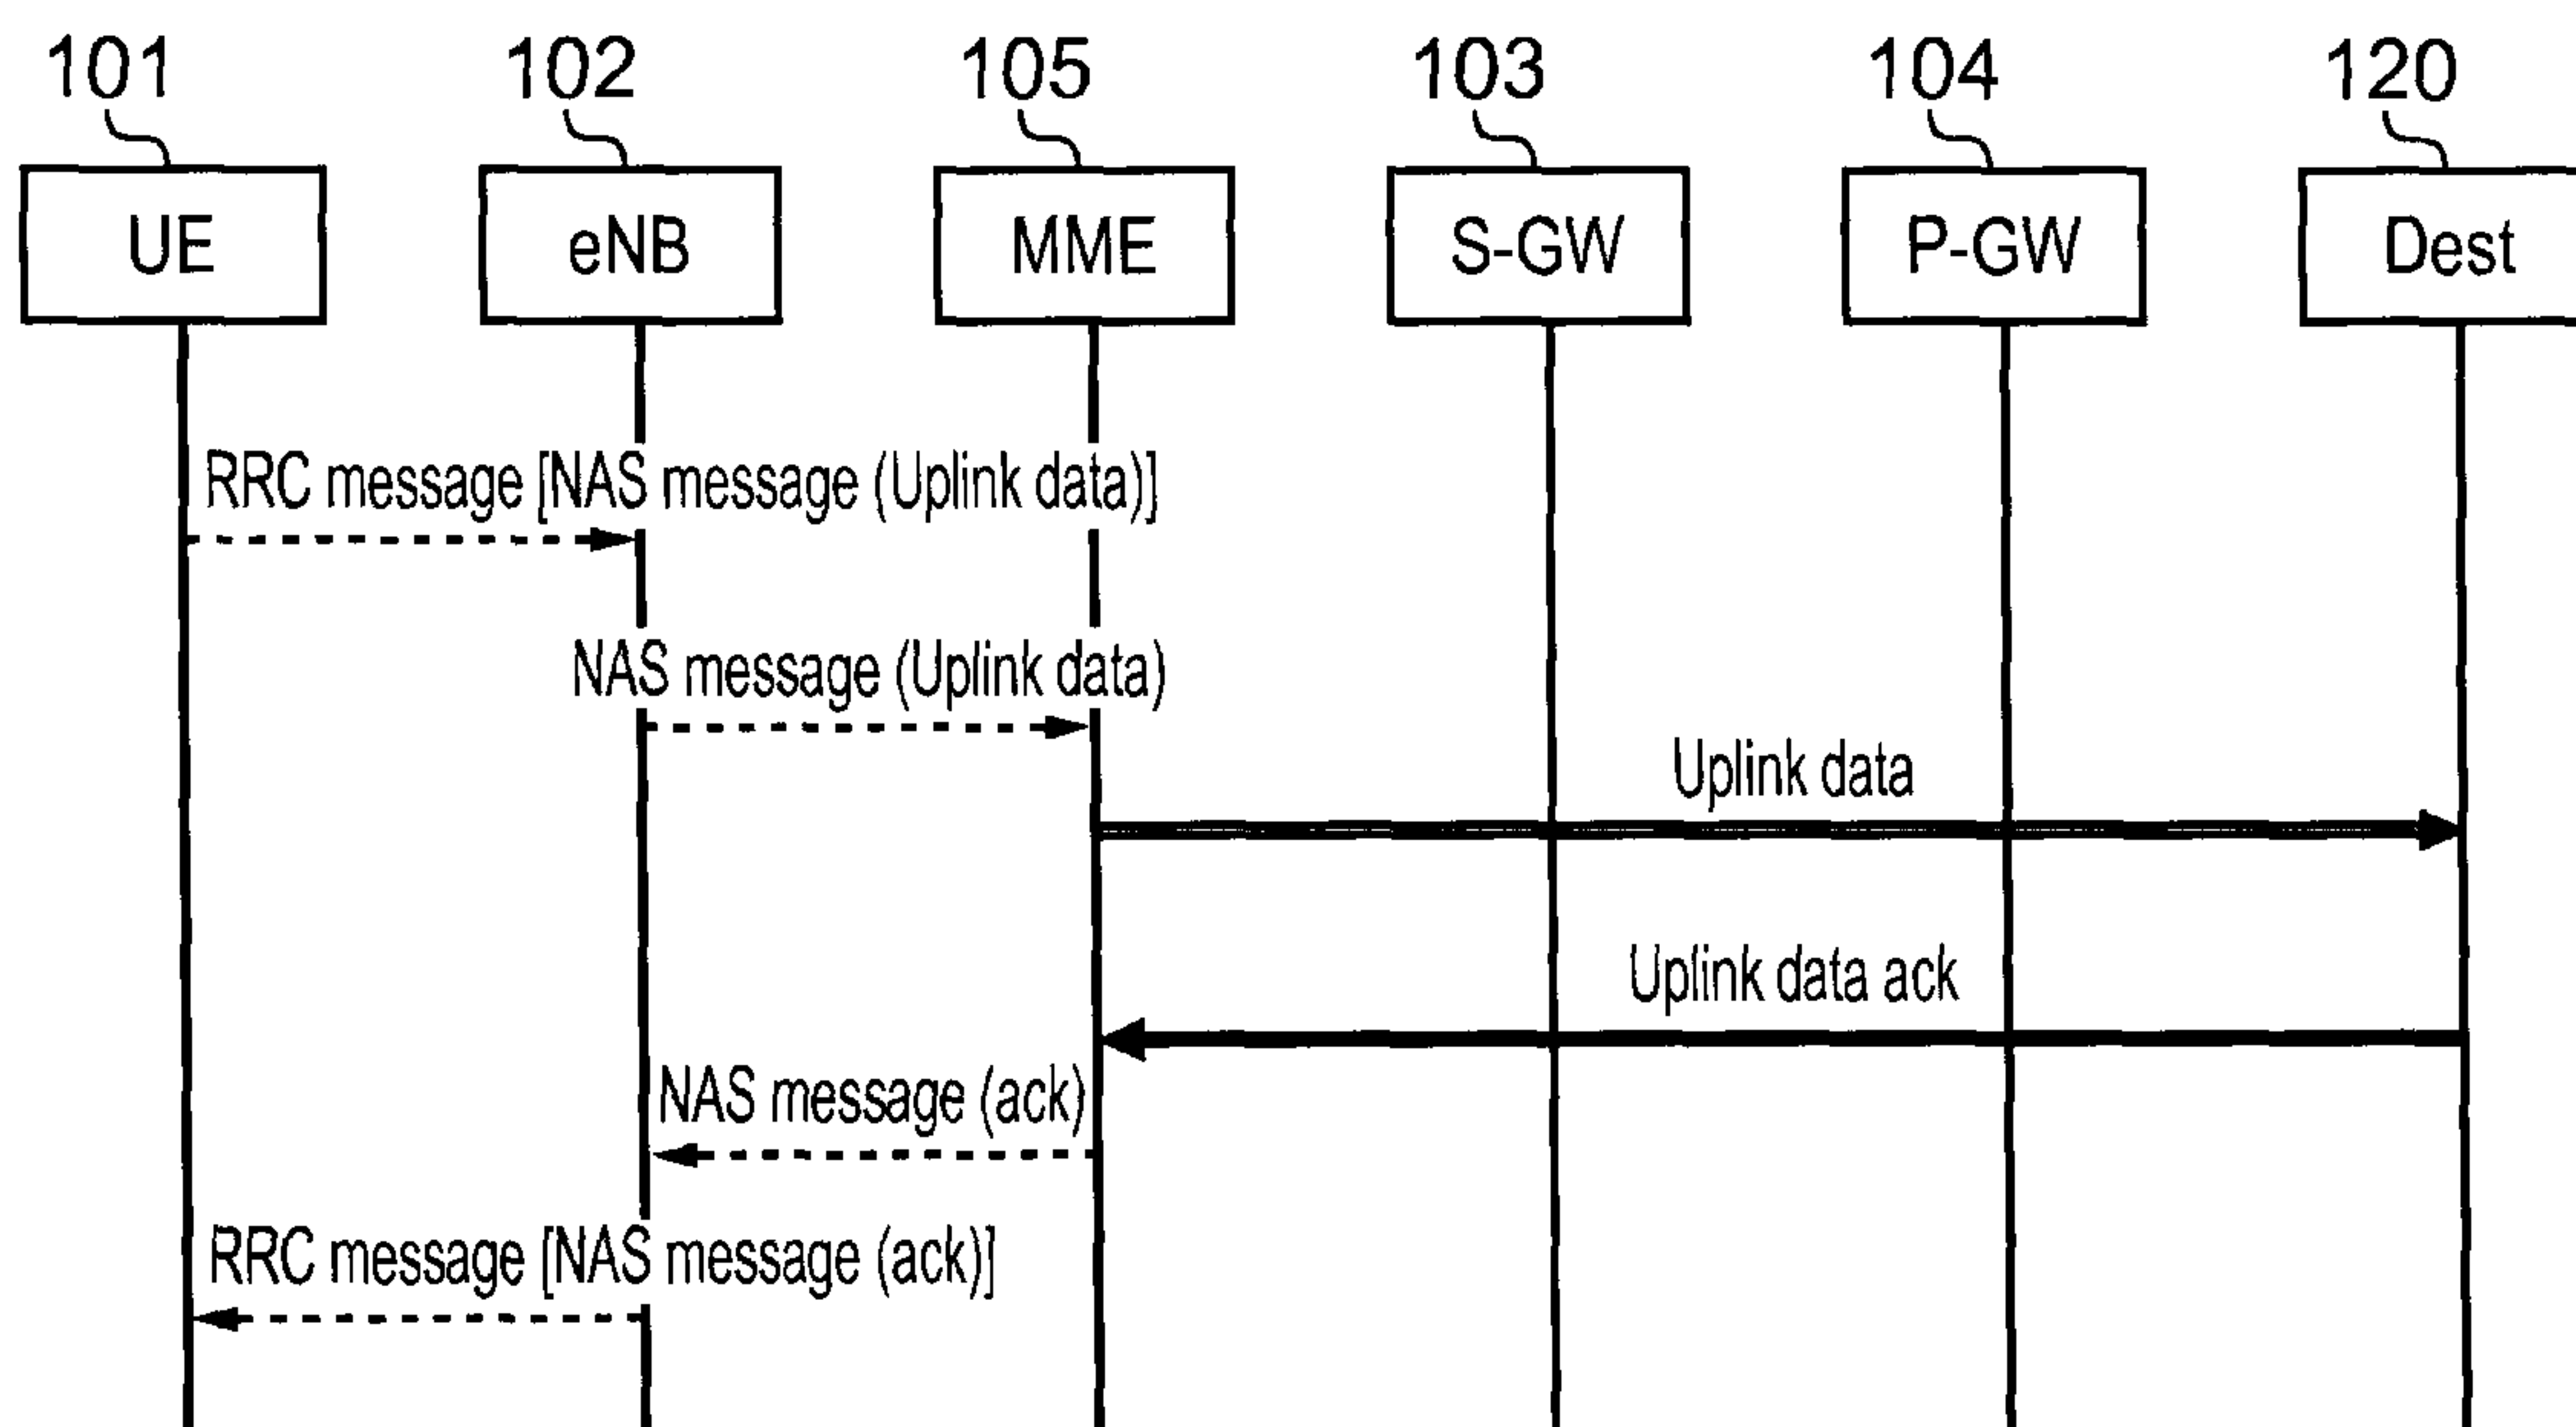 101 102 105 103 104 120
UE eNB MME S-GW P-GW Dest
RRC message [NAS message (Uplink data)]
NAS message (Uplink data)
Uplink data
Uplink data ack
NAS message (ack)
RRC message [NAS message (ack)]